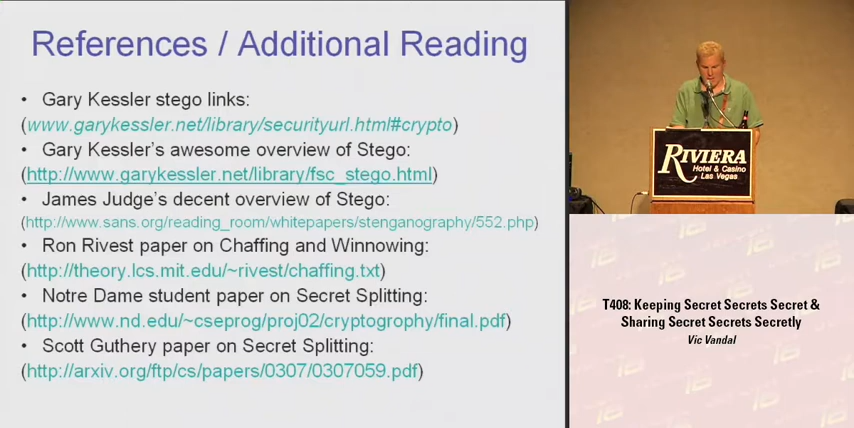 References / Additional Reading
• Gary Kessler stego links:
(www.garykessler.net/library/securityurl.html#crypto)
• Gary Kessler's awesome overview of Stego:
(http://www.garykessler.net/library/fsc_stego.html)
• James Judge's decent overview of Stego:
(http://www.sans.org/reading_room/whitepapers/stenganography/552.php)
• Ron Rivest paper on Chaffing and Winnowing:
(http://theory.lcs.mit.edu/~rivest/chaffing.txt)
• Notre Dame student paper on Secret Splitting:
(http://www.nd.edu/~cseprog/proj02/cryptography/final.pdf)
• Scott Guthery paper on Secret Splitting:
(http://arxiv.org/ftp/cs/papers/0307/0307059.pdf)
RIVIERA
Hotel & Casino
Las Vegas
T408: Keeping Secret Secrets Secret &
Sharing Secret Secrets Secretly
Vic Vandal